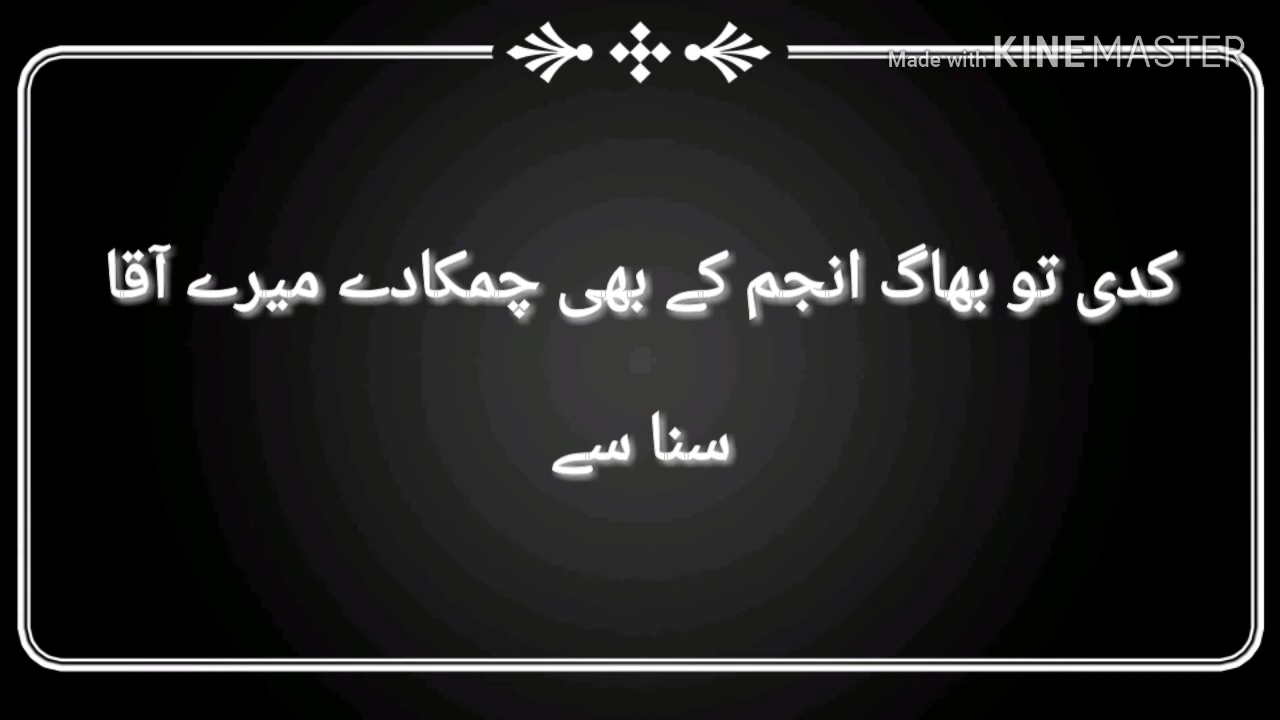 Made with KINEMASTER
کدی تو بھاگ انجم کے بھی چمکادے میرے آقا
سنا سے